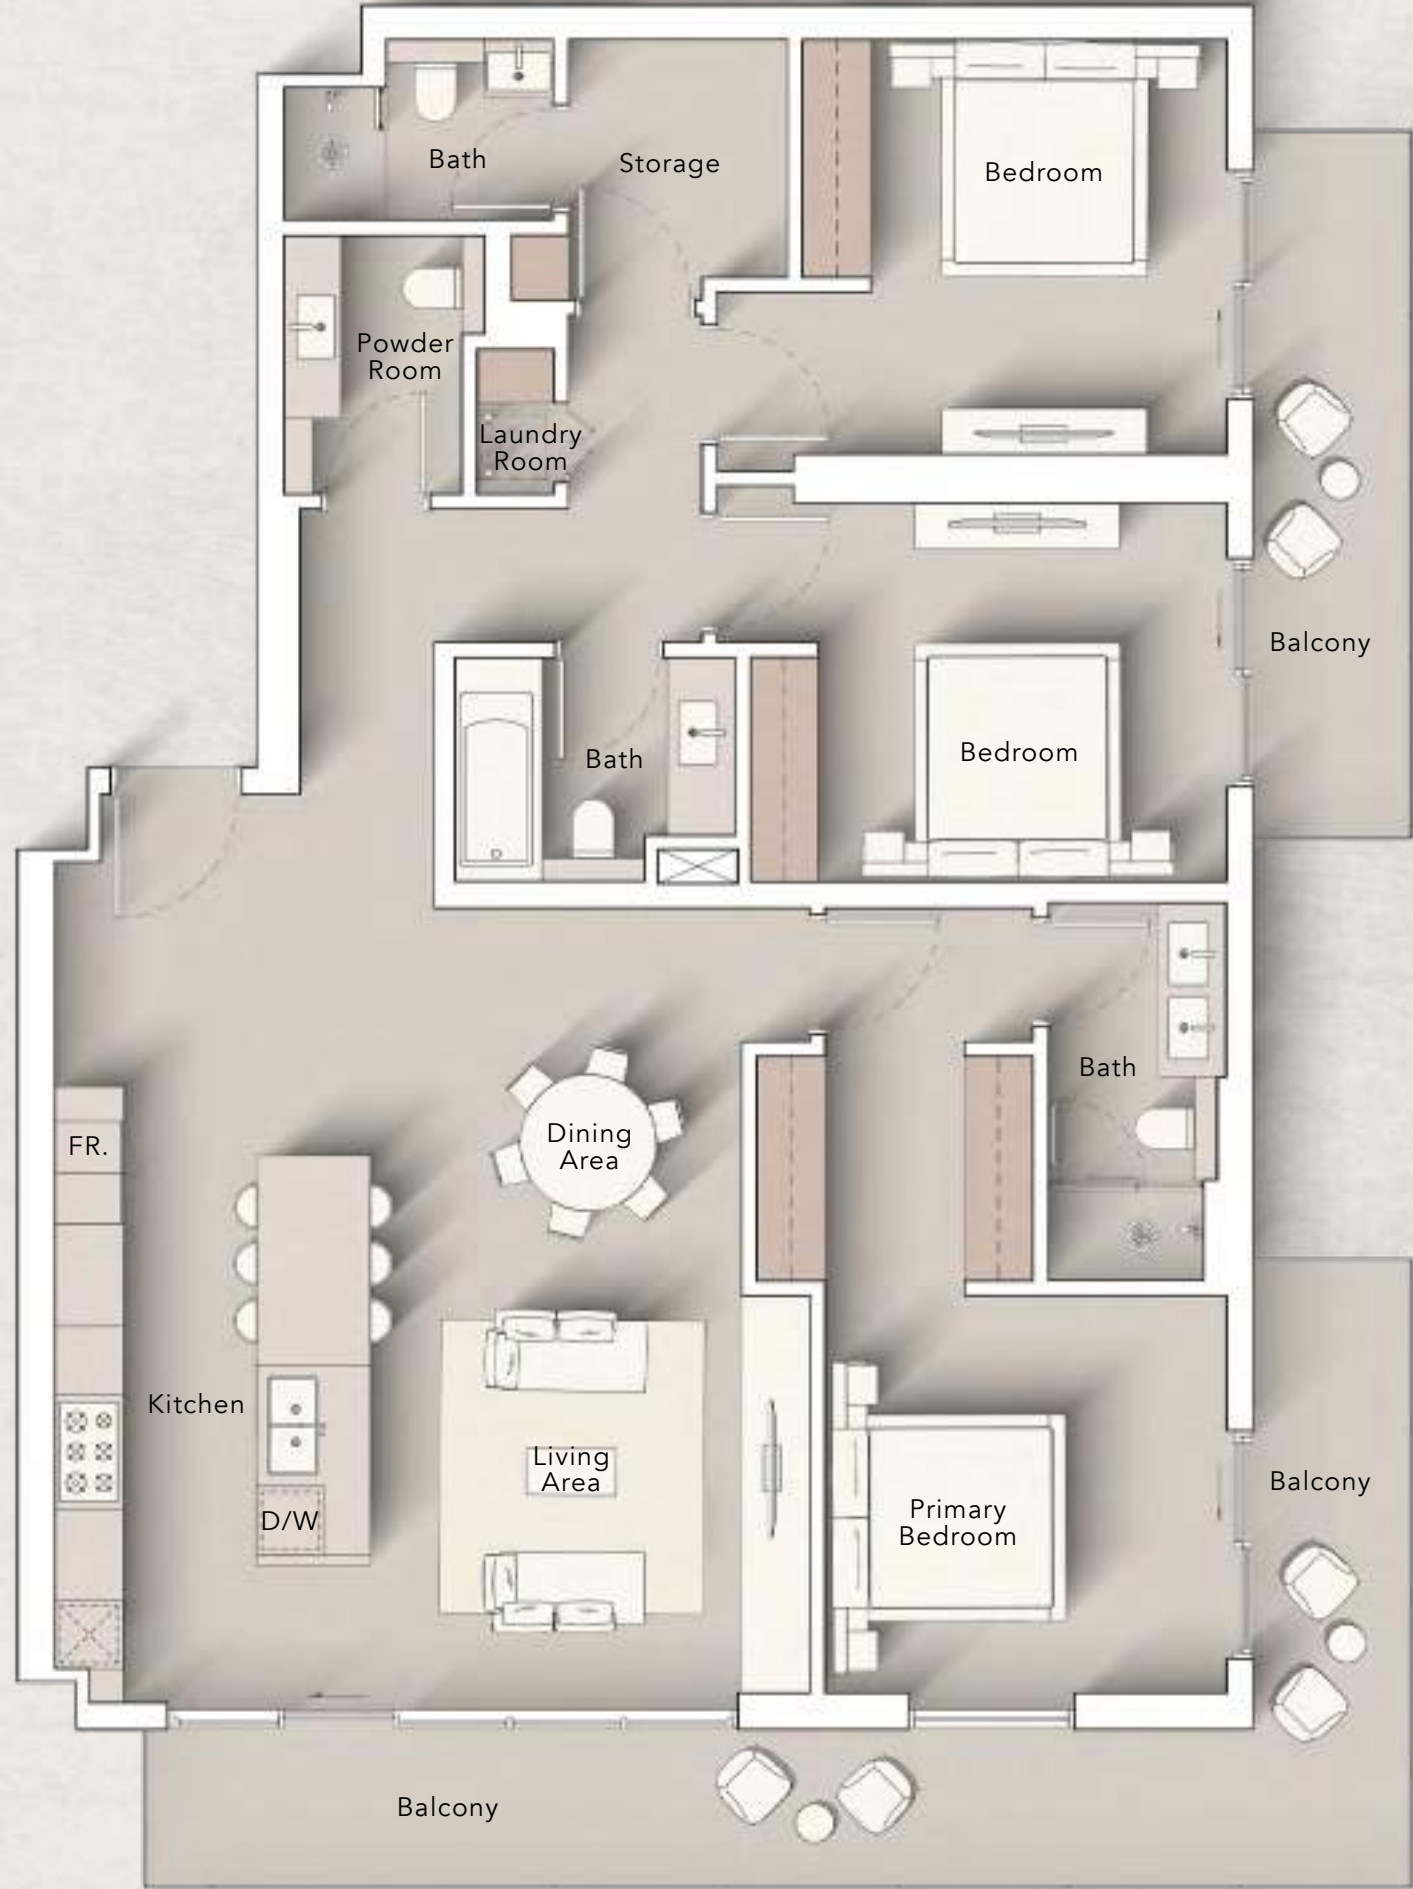 Bath
Storage
Bedroom
Powder
Room
Laundry
Room
Balcony
Bath
Bedroom
Bath
FR.
Dining
Area
Kitchen
Living
Area
D/W
Primary
Bedroom
Balcony
Balcony